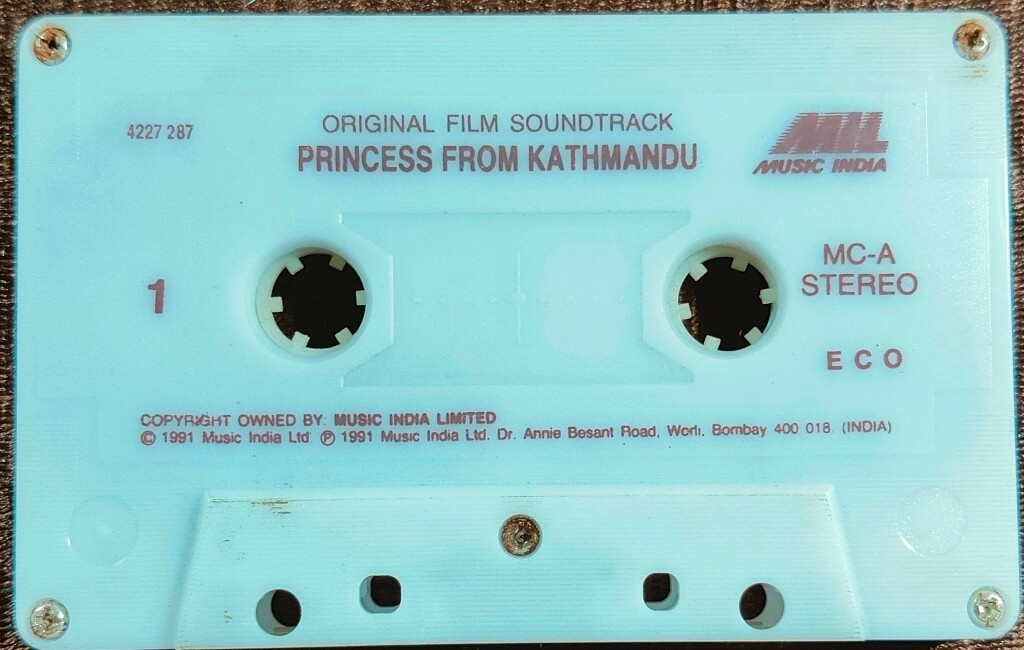 4227 287
ORIGINAL FILM SOUNDTRACK
PRINCESS FROM KATHMANDU
MIL
MUSIC INDIA
1
MC-A
STEREO
ECO
COPYRIGHT OWNED BY: MUSIC INDIA LIMITED
© 1991 Music India Ltd. ℗ 1991 Music India Ltd. Dr. Annie Besant Road, Worli, Bombay 400 018 (INDIA)